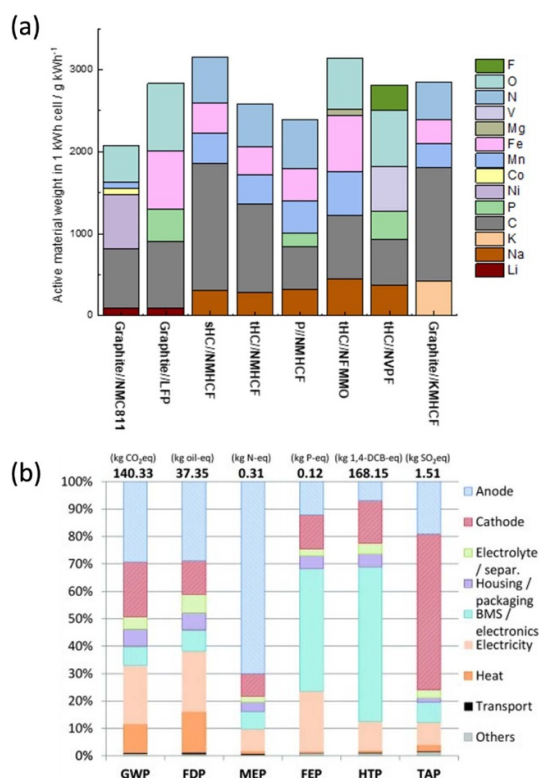 (a)
Active material weight in 1 kWh cell / g kWh⁻¹
3000
2000
1000
0
Graphite//NMC811
Graphtie//LFP
sHC//NMHCF
tHC//NMHCF
P//NMHCF
tHC//NFMMO
tHC//NVPF
Graphite//KMHCF
F
O
N
V
Mg
Fe
Mn
Co
Ni
P
C
K
Na
Li
(b)
(kg CO₂eq) (kg oil-eq) (kg N-eq) (kg P-eq) (kg 1,4-DCB-eq) (kg SO₂eq)
140.33 37.35 0.31 0.12 168.15 1.51
100%
90%
80%
70%
60%
50%
40%
30%
20%
10%
0%
GWP FDP MEP FEP HTP TAP
Anode
Cathode
Electrolyte
/ separ.
Housing /
packaging
BMS /
electronics
Electricity
Heat
Transport
Others